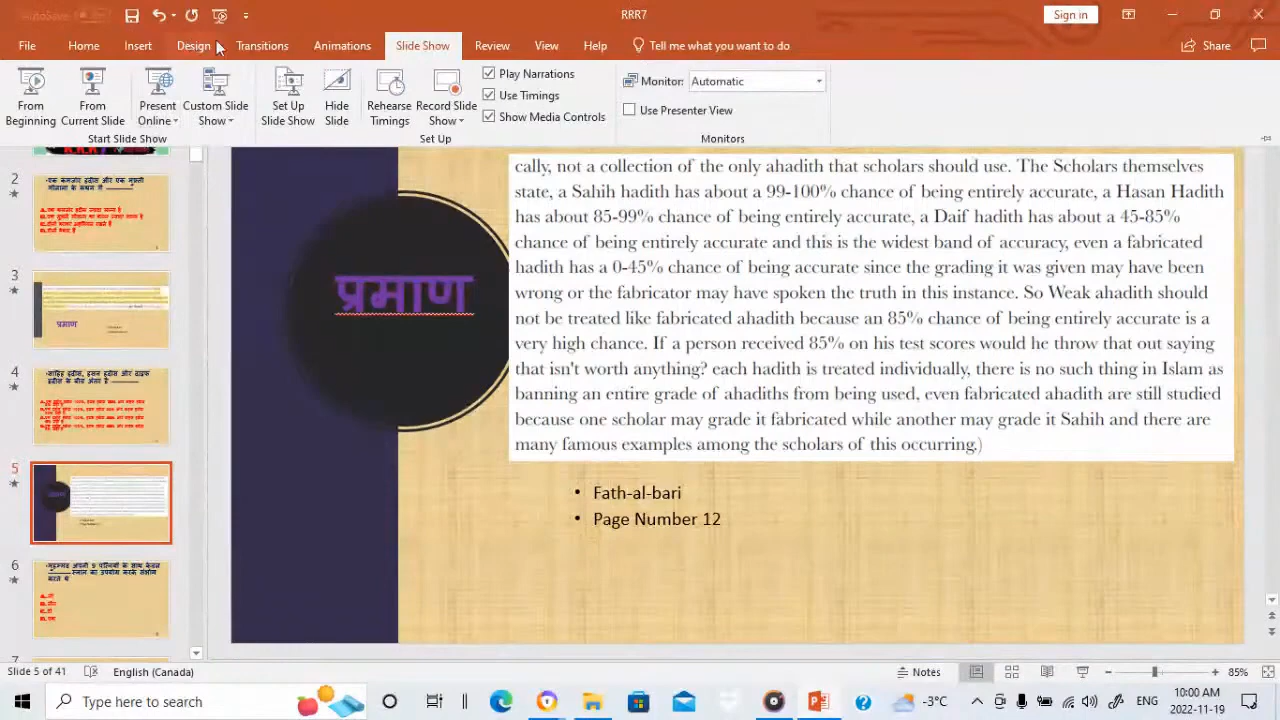 AutoSave
RRR7
Sign in
File Home Insert Design Transitions Animations Slide Show Review View Help Tell me what you want to do Share
From Beginning
From Current Slide
Present Online
Custom Slide Show
Start Slide Show
Set Up Slide Show
Hide Slide
Rehearse Timings
Record Slide Show
Play Narrations
Use Timings
Show Media Controls
Set Up
Monitor: Automatic
Use Presenter View
Monitors
2
3
प्रमाण
4
5
6
7
cally, not a collection of the only ahadith that scholars should use. The Scholars themselves
state, a Sahih hadith has about a 99-100% chance of being entirely accurate, a Hasan Hadith
has about 85-99% chance of being entirely accurate, a Daif hadith has about a 45-85%
chance of being entirely accurate and this is the widest band of accuracy, even a fabricated
hadith has a 0-45% chance of being accurate since the grading it was given may have been
wrong or the fabricator may have spoken the truth in this instance. So Weak ahadith should
not be treated like fabricated ahadith because an 85% chance of being entirely accurate is a
very high chance. If a person received 85% on his test scores would he throw that out saying
that isn't worth anything? each hadith is treated individually, there is no such thing in Islam as
banning an entire grade of ahadiths from being used, even fabricated ahadith are still studied
because one scholar may grade it fabricated while another may grade it Sahih and there are
many famous examples among the scholars of this occurring.)
प्रमाण
• Fath-al-bari
• Page Number 12
Slide 5 of 41 English (Canada) Notes 85%
Type here to search
-3°C ENG 10:00 AM
2022-11-19